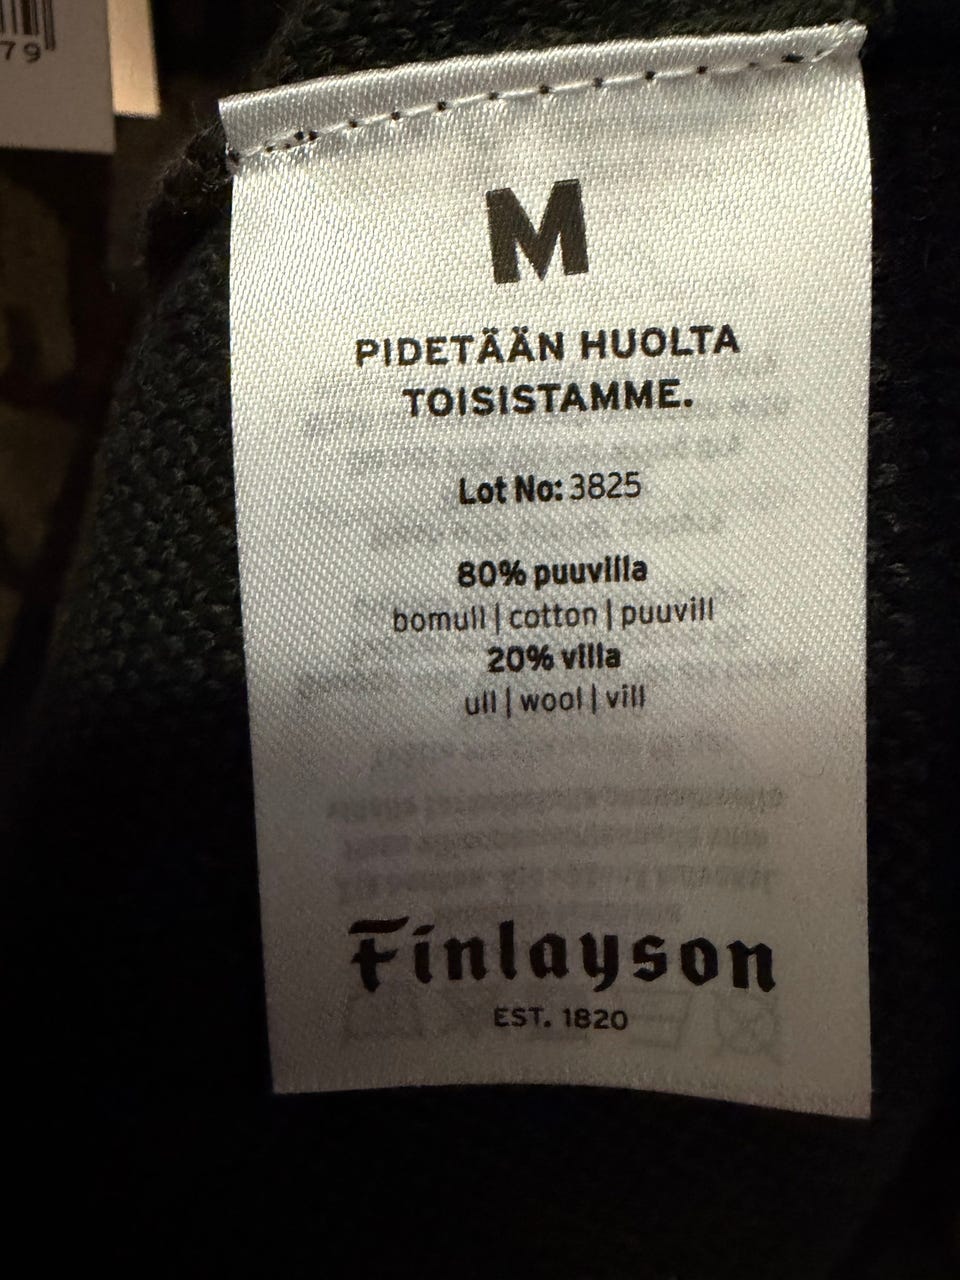 79
M
PIDETÄÄN HUOLTA
TOISISTAMME.
Lot No: 3825
80% puuvilla
bomull | cotton | puuvill
20% villa
ull | wool | vill
Finlayson
EST. 1820